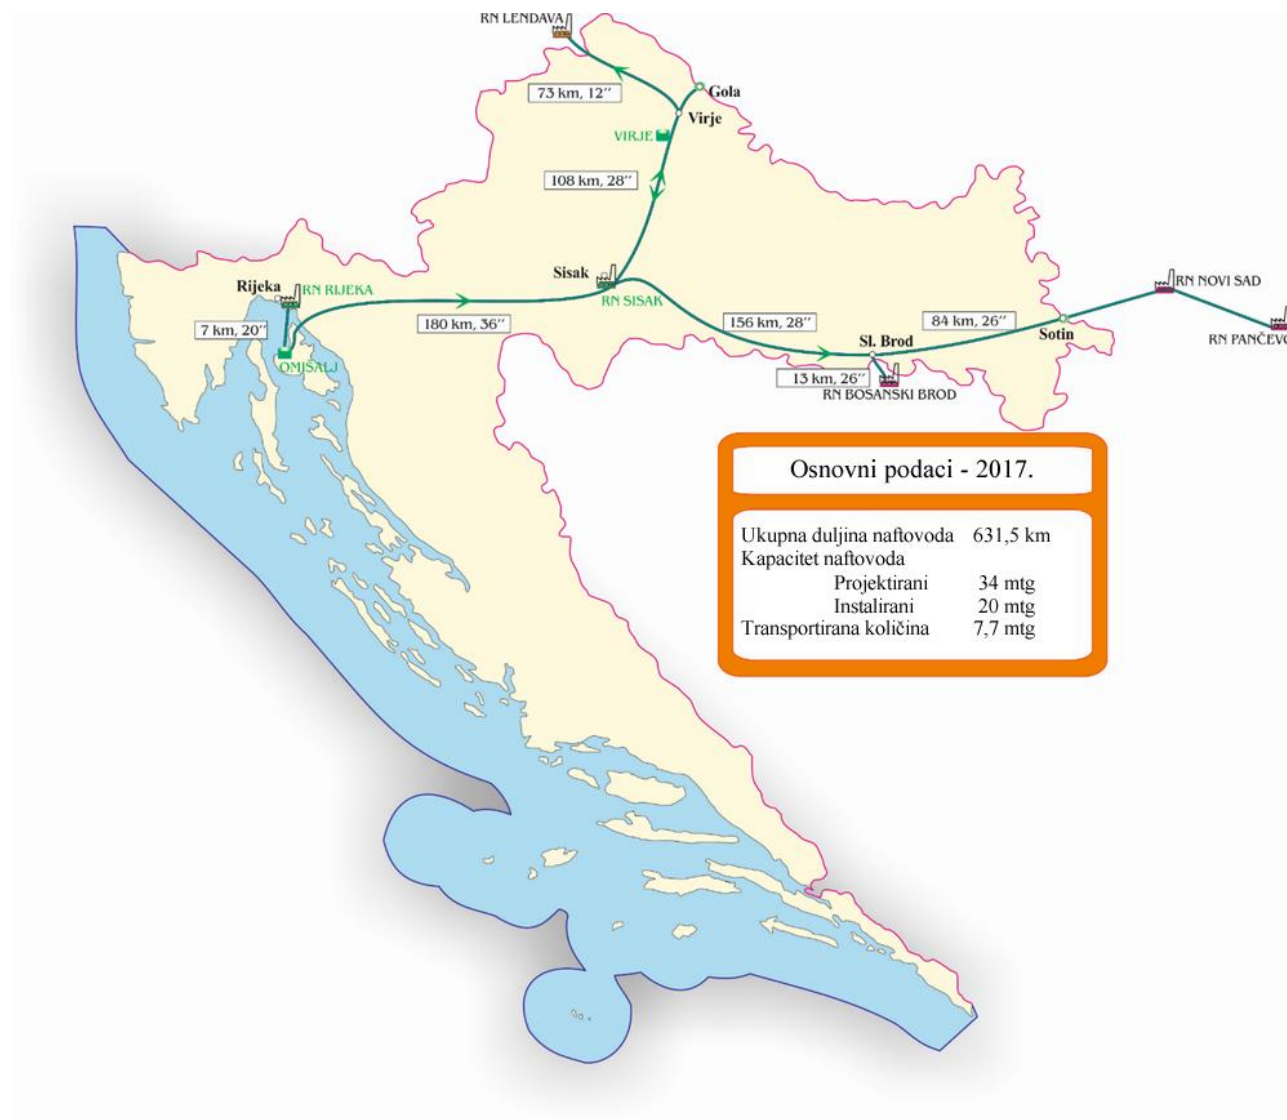 RN LENDAVA
73 km, 12''
Gola
Virje
VIRJE
108 km, 28''
Sisak
RN SISAK
Rijeka
RN RIJEKA
7 km, 20''
OMIŠALJ
180 km, 36''
156 km, 28''
Sl. Brod
84 km, 26''
Sotin
RN NOVI SAD
RN PANČEVO
13 km, 26''
RN BOSANSKI BROD
Osnovni podaci - 2017.
Ukupna duljina naftovoda 631,5 km
Kapacitet naftovoda
Projektirani 34 mtg
Instalirani 20 mtg
Transportirana količina 7,7 mtg